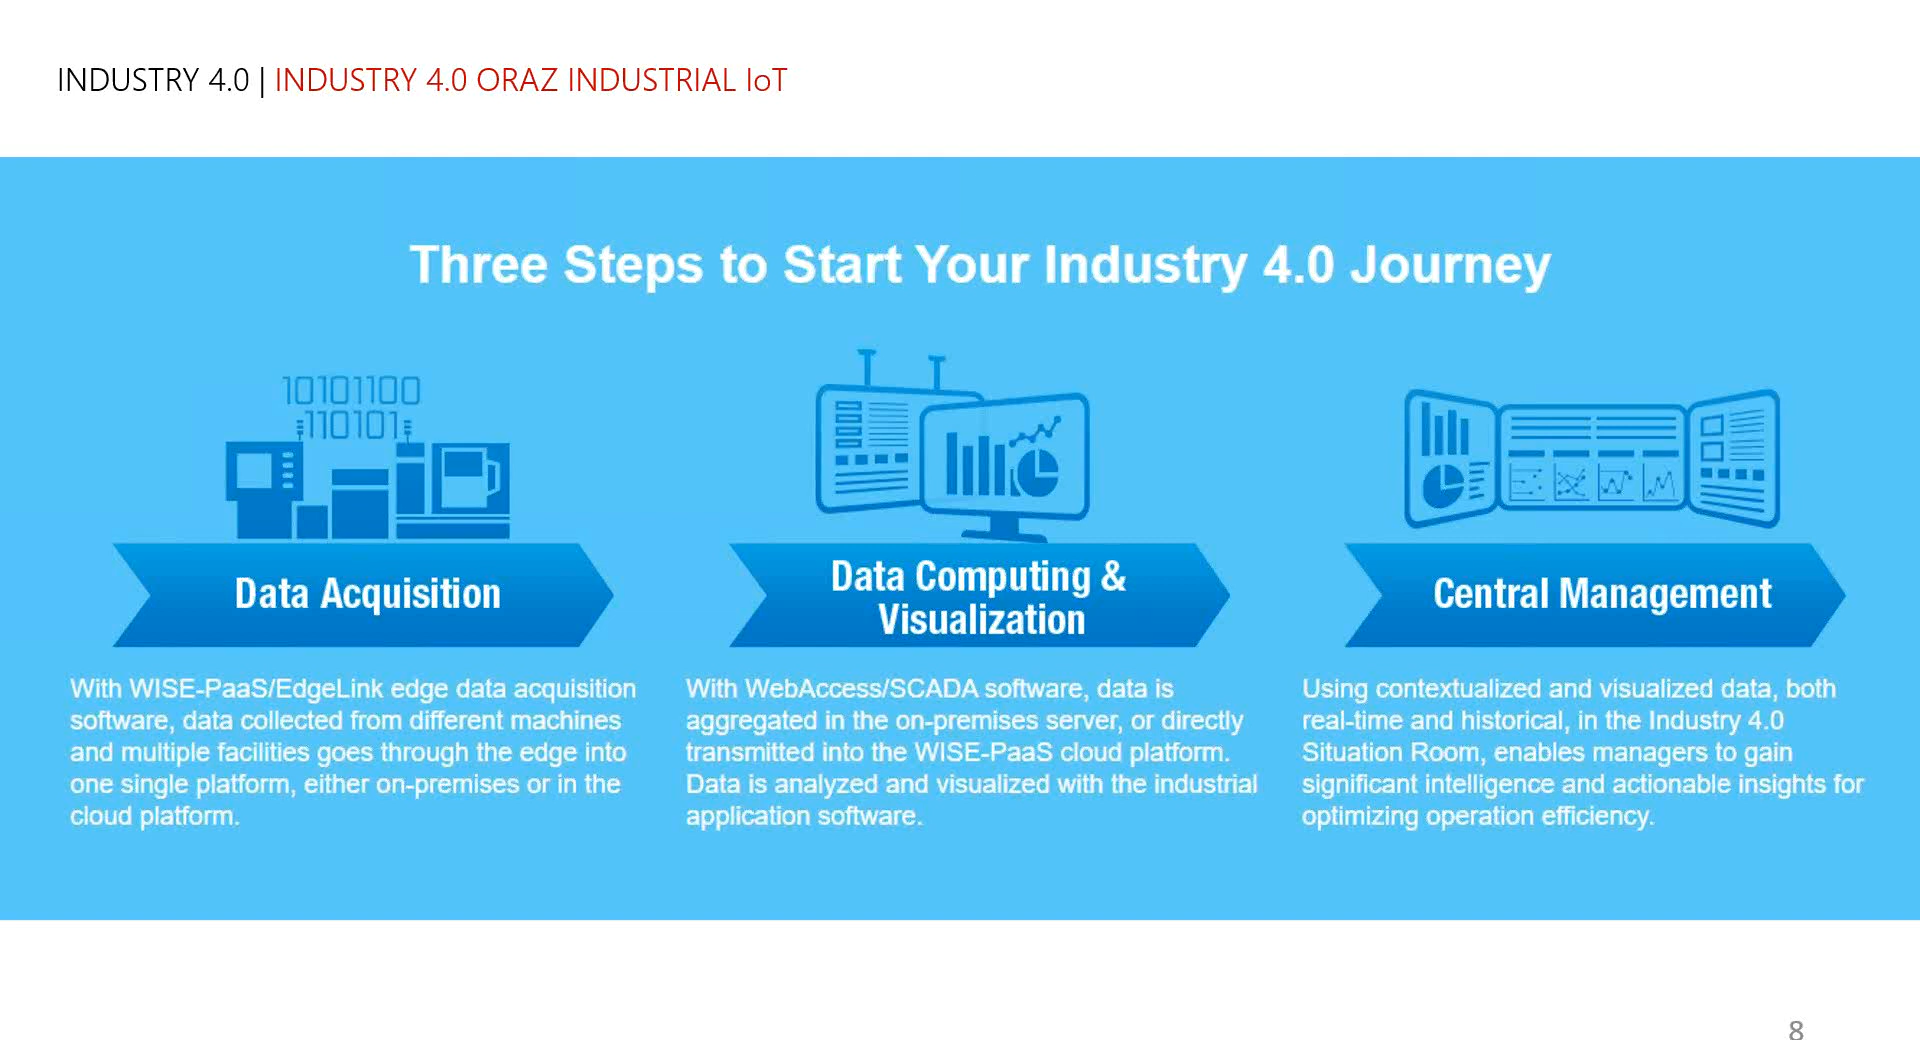 INDUSTRY 4.0 | INDUSTRY 4.0 ORAZ INDUSTRIAL IoT
Three Steps to Start Your Industry 4.0 Journey
10101100
110101
Data Acquisition
With WISE-PaaS/EdgeLink edge data acquisition
software, data collected from different machines
and multiple facilities goes through the edge into
one single platform, either on-premises or in the
cloud platform.
Data Computing &
Visualization
With WebAccess/SCADA software, data is
aggregated in the on-premises server, or directly
transmitted into the WISE-PaaS cloud platform.
Data is analyzed and visualized with the industrial
application software.
Central Management
Using contextualized and visualized data, both
real-time and historical, in the Industry 4.0
Situation Room, enables managers to gain
significant intelligence and actionable insights for
optimizing operation efficiency.
8